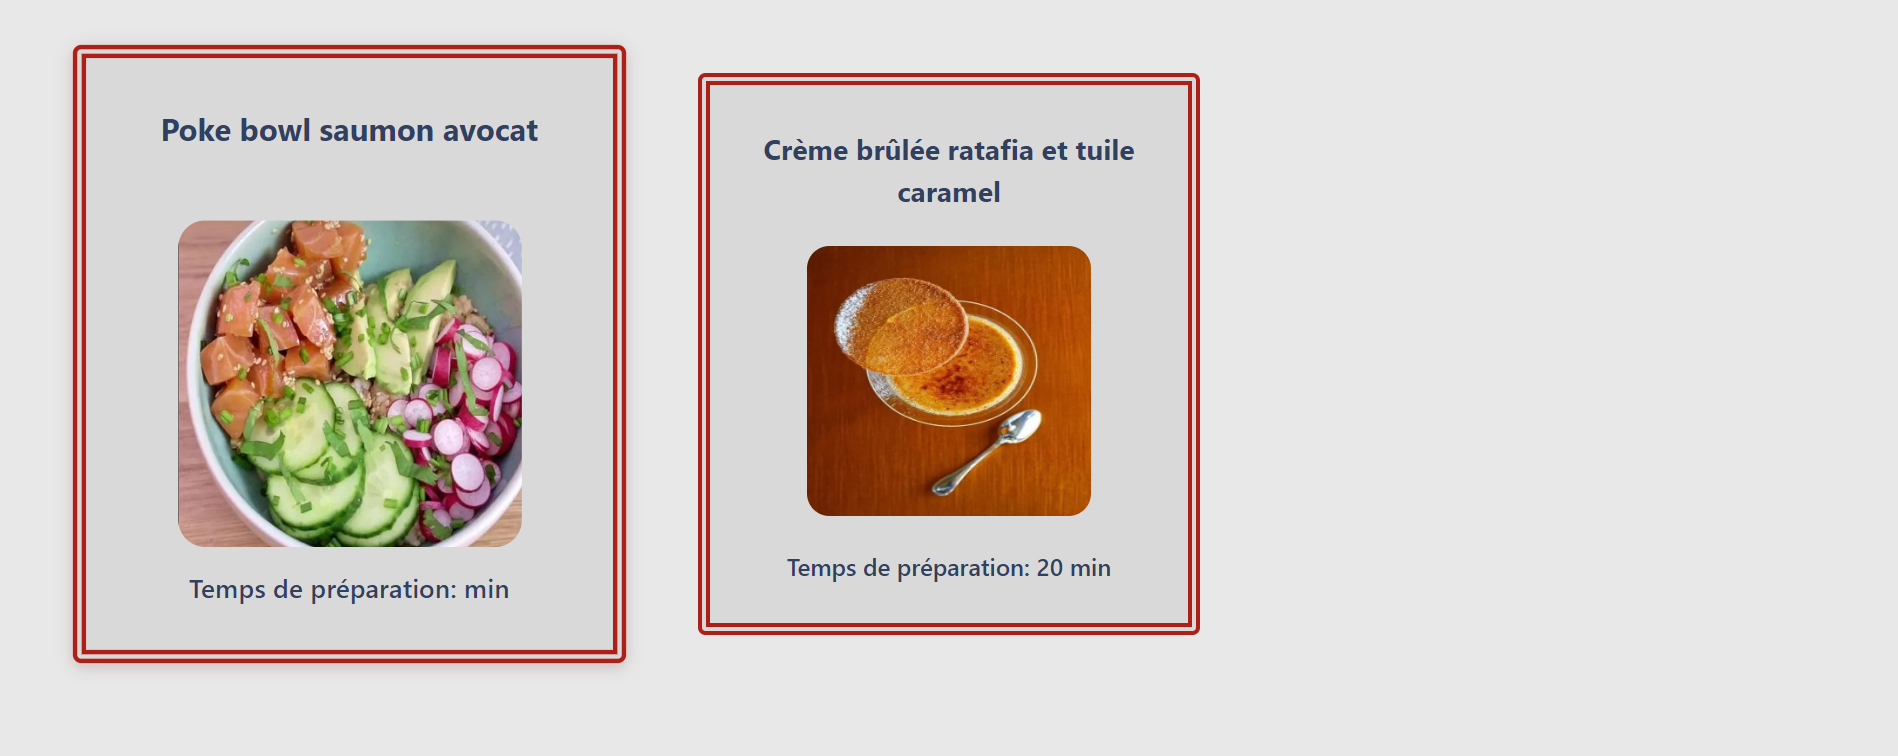 Poke bowl saumon avocat
Temps de préparation: min
Crème brûlée ratafia et tuile
caramel
Temps de préparation: 20 min